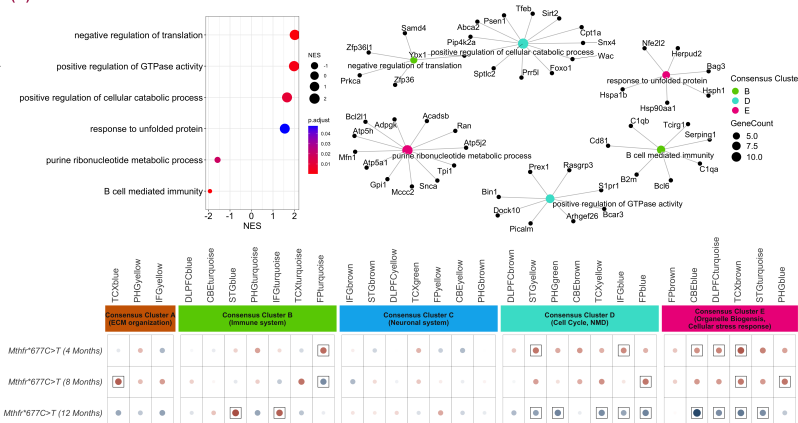 negative regulation of translation
positive regulation of GTPase activity
positive regulation of cellular catabolic process
response to unfolded protein
purine ribonucleotide metabolic process
B cell mediated immunity
-2 -1 0 1 2
NES
NES
-1
0
1
2
p.adjust
0.04
0.03
0.02
0.01
Samd4
Zfp36l1
Ybx1
negative regulation of translation
Prkca
Zfp36
Tfeb
Sirt2
Psen1
Abca2
Pip4k2a
Cpt1a
Snx4
positive regulation of cellular catabolic process
Wac
Sptlc2
Prr5l
Foxo1
Nfe2l2
Herpud2
Bag3
response to unfolded protein
Hspa1b
Hsph1
Hsp90aa1
Bcl2l1
Adpgk
Acadsb
Atp5h
Ran
Atp5j2
Mfn1
purine ribonucleotide metabolic process
Atp5a1
Tpi1
Gpi1
Mccc2
Snca
C1qb
Tcirg1
Serping1
Cd81
B cell mediated immunity
C1qa
B2m
Bcl6
Prex1
Rasgrp3
Bin1
S1pr1
positive regulation of GTPase activity
Dock10
Bcar3
Arhgef26
Picalm
Consensus Cluster
B
D
E
GeneCount
5.0
7.5
10.0
TCXblue
PHGyellow
IFGyellow
DLPFCblue
CBEturquoise
STGblue
PHGturquoise
IFGturquoise
TCXturquoise
FPturquoise
IFGbrown
STGbrown
DLPFCyellow
TCXgreen
FPyellow
CBEyellow
PHGbrown
DLPFCbrown
STGyellow
PHGgreen
CBEbrown
TCXyellow
IFGblue
FPblue
FPbrown
CBEblue
DLPFCturquoise
TCXbrown
STGturquoise
PHGblue
Consensus Cluster A
(ECM organization)
Consensus Cluster B
(Immune system)
Consensus Cluster C
(Neuronal system)
Consensus Cluster D
(Cell Cycle, NMD)
Consensus Cluster E
(Organelle Biogensis,
Cellular stress response)
Mthfr*677C>T (4 Months)
Mthfr*677C>T (8 Months)
Mthfr*677C>T (12 Months)